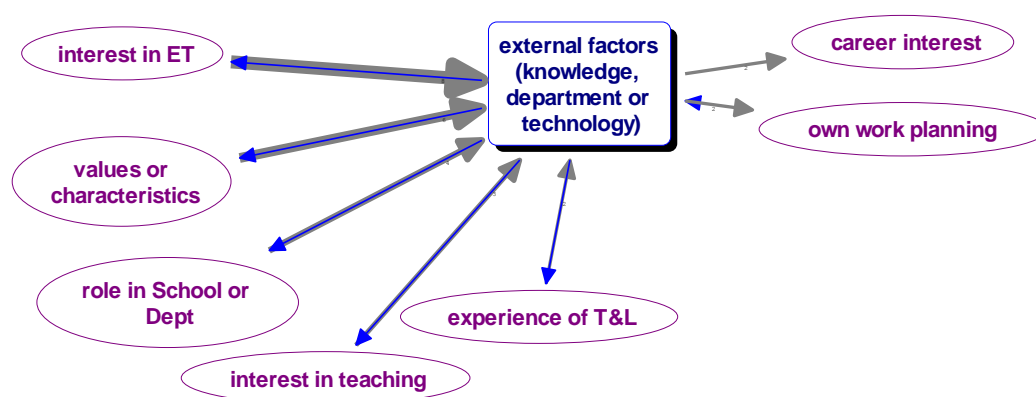 interest in ET
external factors
(knowledge,
department or
technology)
career interest
own work planning
values or
characteristics
role in School or
Dept
experience of T&L
interest in teaching